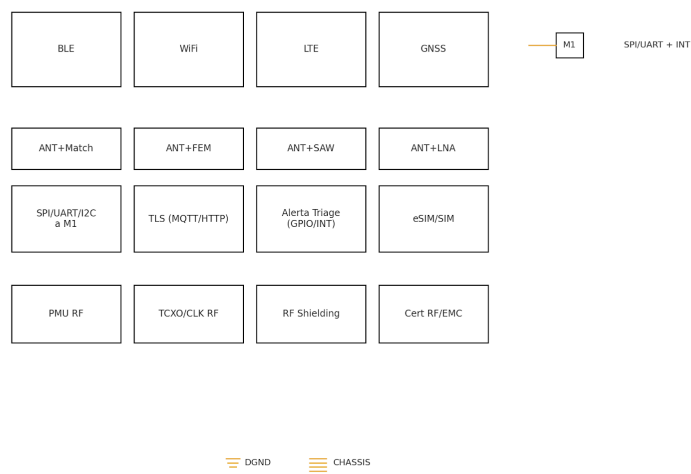 BLE
WiFi
LTE
GNSS
M1
SPI/UART + INT
ANT+Match
ANT+FEM
ANT+SAW
ANT+LNA
SPI/UART/I2C
a M1
TLS (MQTT/HTTP)
Alerta Triage
(GPIO/INT)
eSIM/SIM
PMU RF
TCXO/CLK RF
RF Shielding
Cert RF/EMC
DGND
CHASSIS